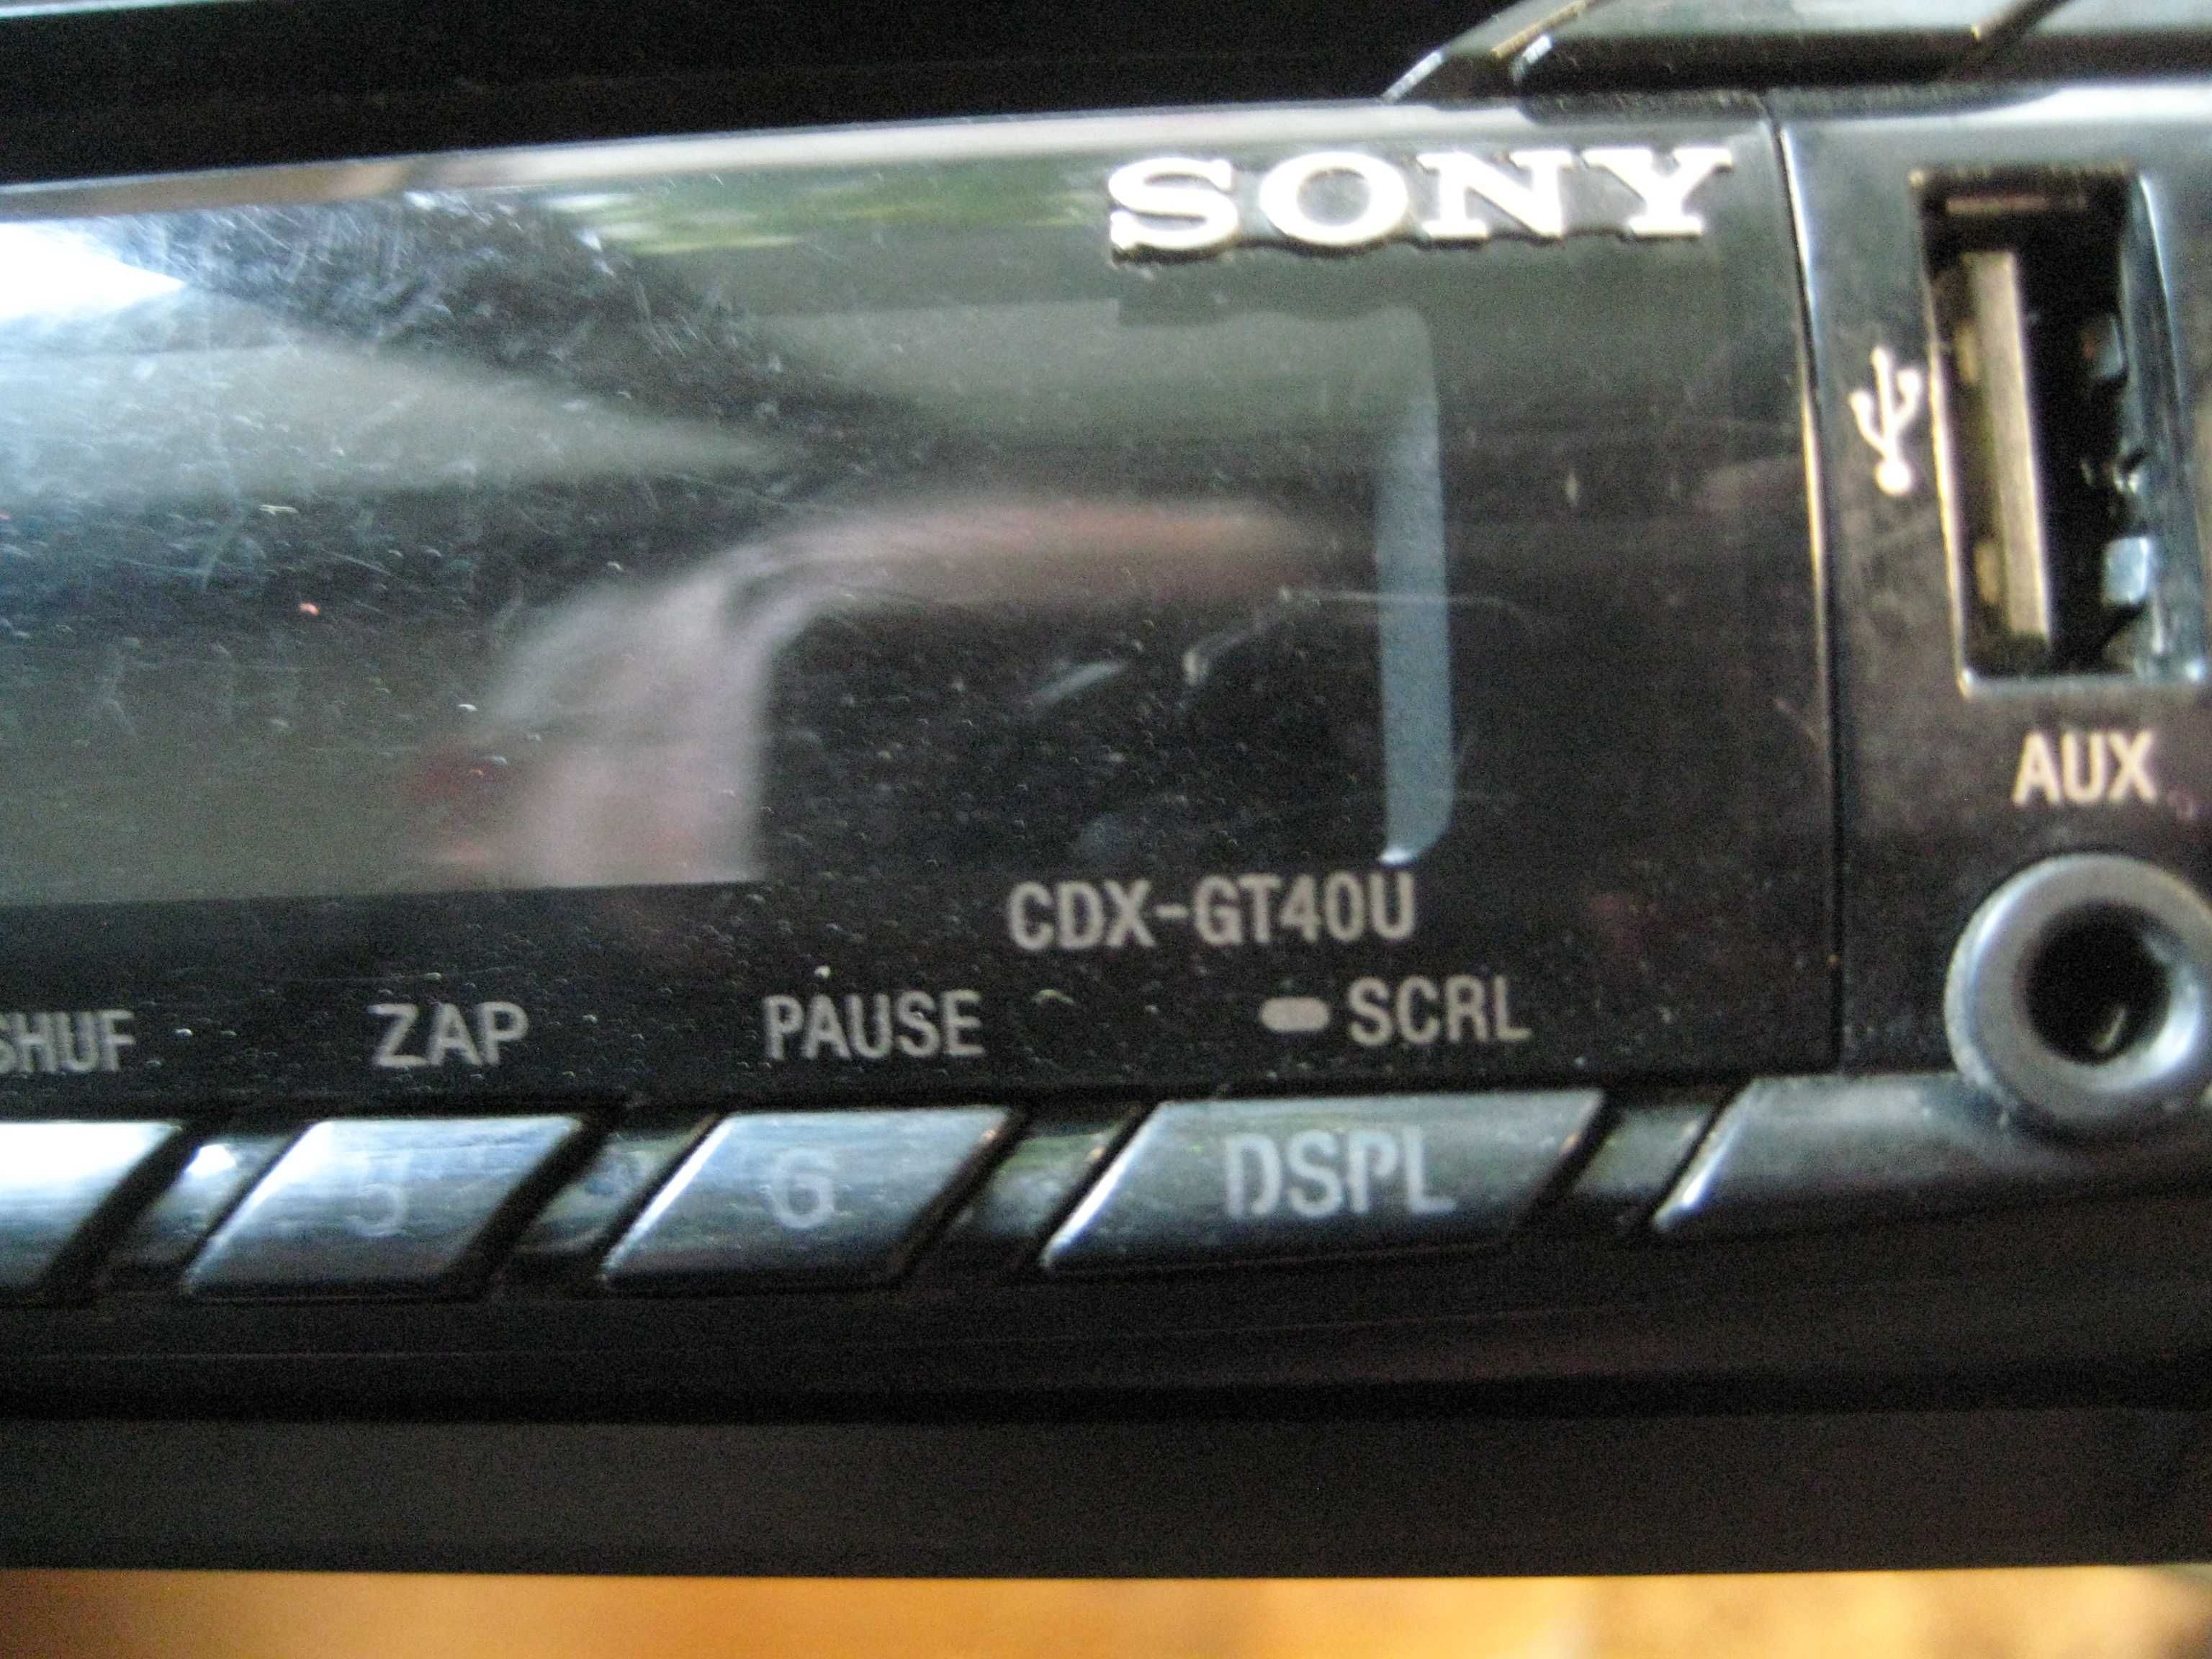 SONY
AUX
CDX-GT40U
SHUF ZAP PAUSE SCRL
5 6 DSPL